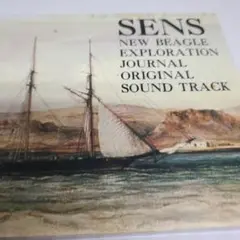 SENS
NEW BEAGLE
EXPLORATION
JOURNAL
ORIGINAL
SOUND TRACK